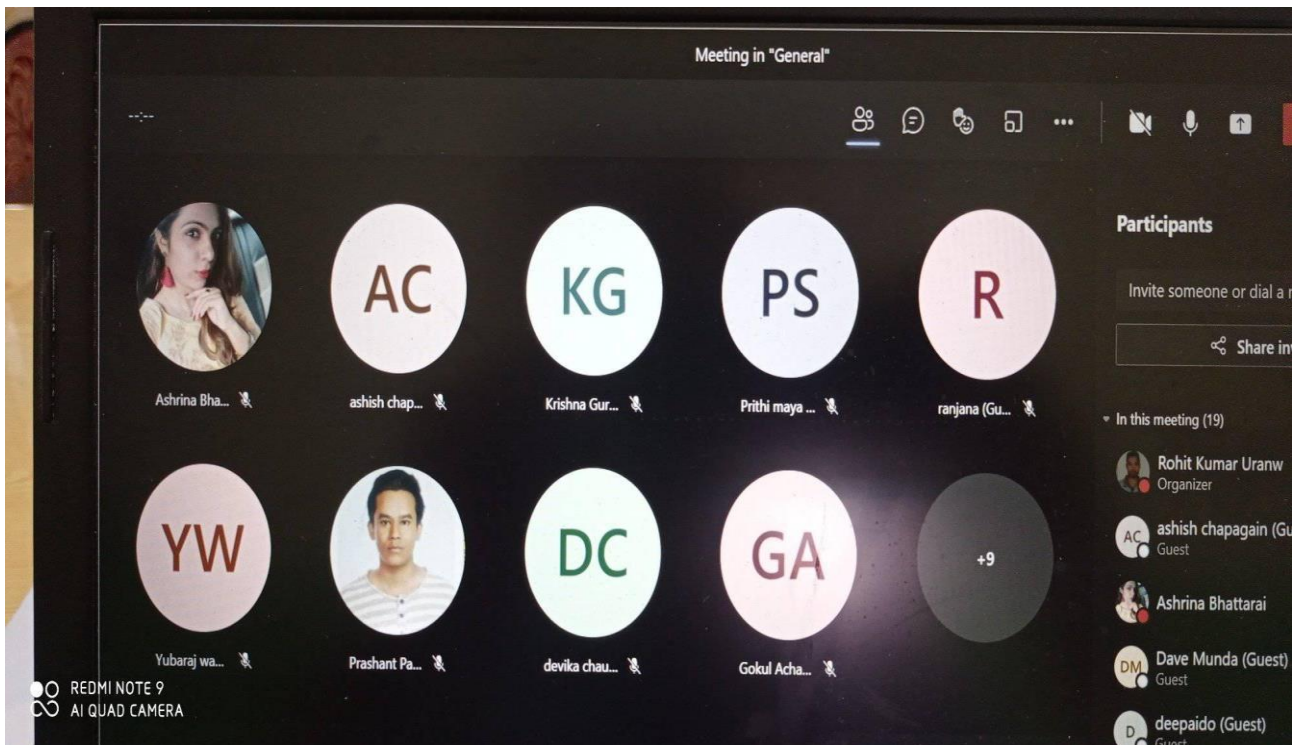 Meeting in "General"
--:--
AC
KG
PS
R
Ashrina Bha...
ashish chap...
Krishna Gur...
Prithi maya ...
ranjana (Gu...
YW
DC
GA
+9
Yubaraj wa...
Prashant Pa...
devika chau...
Gokul Acha...
Participants
Invite someone or dial a n
Share inv
In this meeting (19)
Rohit Kumar Uranw
Organizer
AC
ashish chapagain (Gu
Guest
Ashrina Bhattarai
DM
Dave Munda (Guest)
Guest
D
deepaido (Guest)
Guest
REDMI NOTE 9
AI QUAD CAMERA